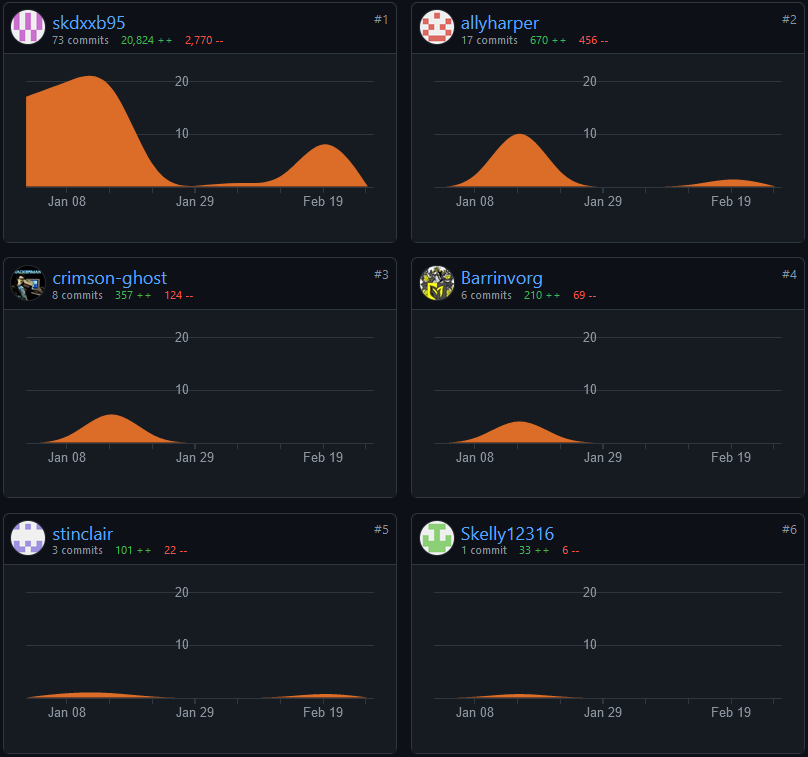 skdxxb95 #1
73 commits 20,824 ++ 2,770 --
20
10
Jan 08 Jan 29 Feb 19
allyharper #2
17 commits 670 ++ 456 --
20
10
Jan 08 Jan 29 Feb 19
crimson-ghost #3
8 commits 357 ++ 124 --
20
10
Jan 08 Jan 29 Feb 19
Barrinvorg #4
6 commits 210 ++ 69 --
20
10
Jan 08 Jan 29 Feb 19
stinclair #5
3 commits 101 ++ 22 --
20
10
Jan 08 Jan 29 Feb 19
Skelly12316 #6
1 commit 33 ++ 6 --
20
10
Jan 08 Jan 29 Feb 19